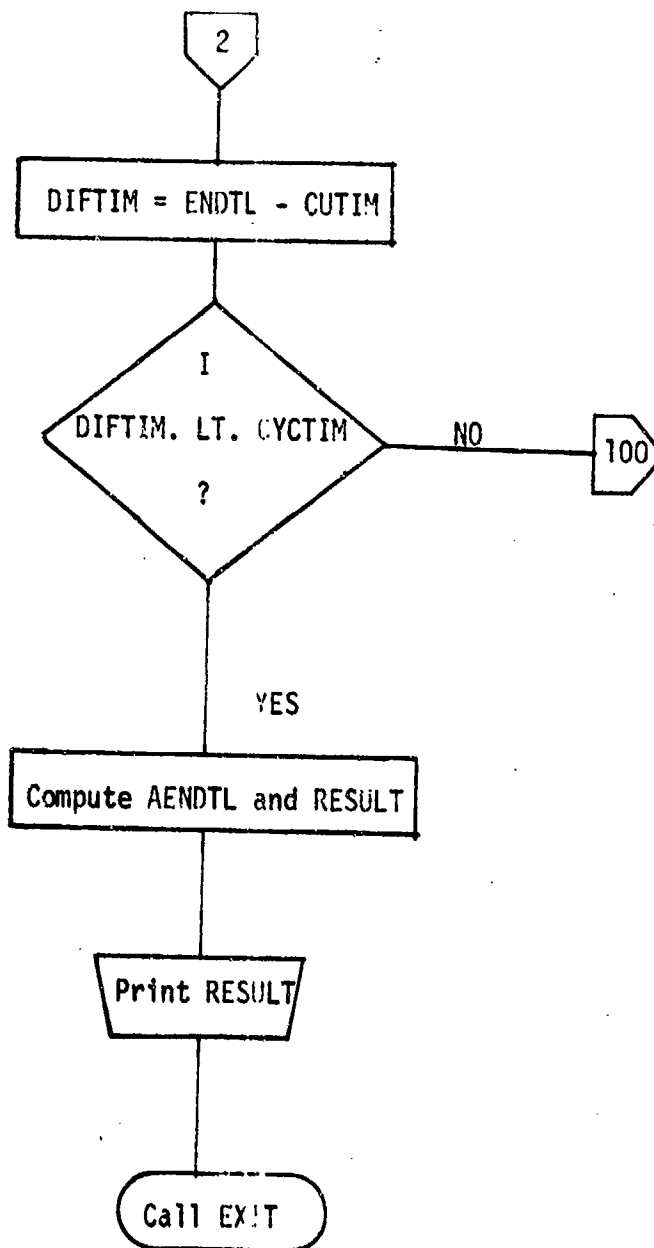 2
DIFTIM = ENDTL - CUTIM
I
DIFTIM. LT. CYCTIM
?
NO
100
YES
Compute AENDTL and RESULT
Print RESULT
Call EXIT